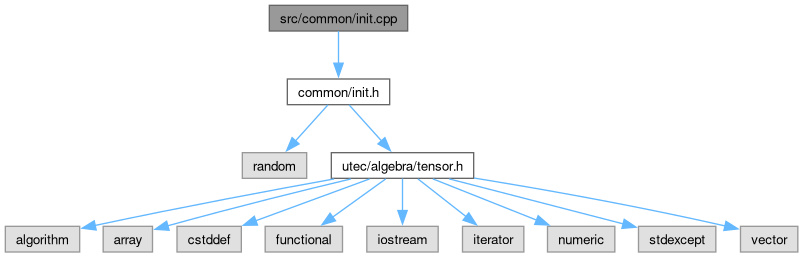 src/common/init.cpp
common/init.h
random
utec/algebra/tensor.h
algorithm
array
cstddef
functional
iostream
iterator
numeric
stdexcept
vector